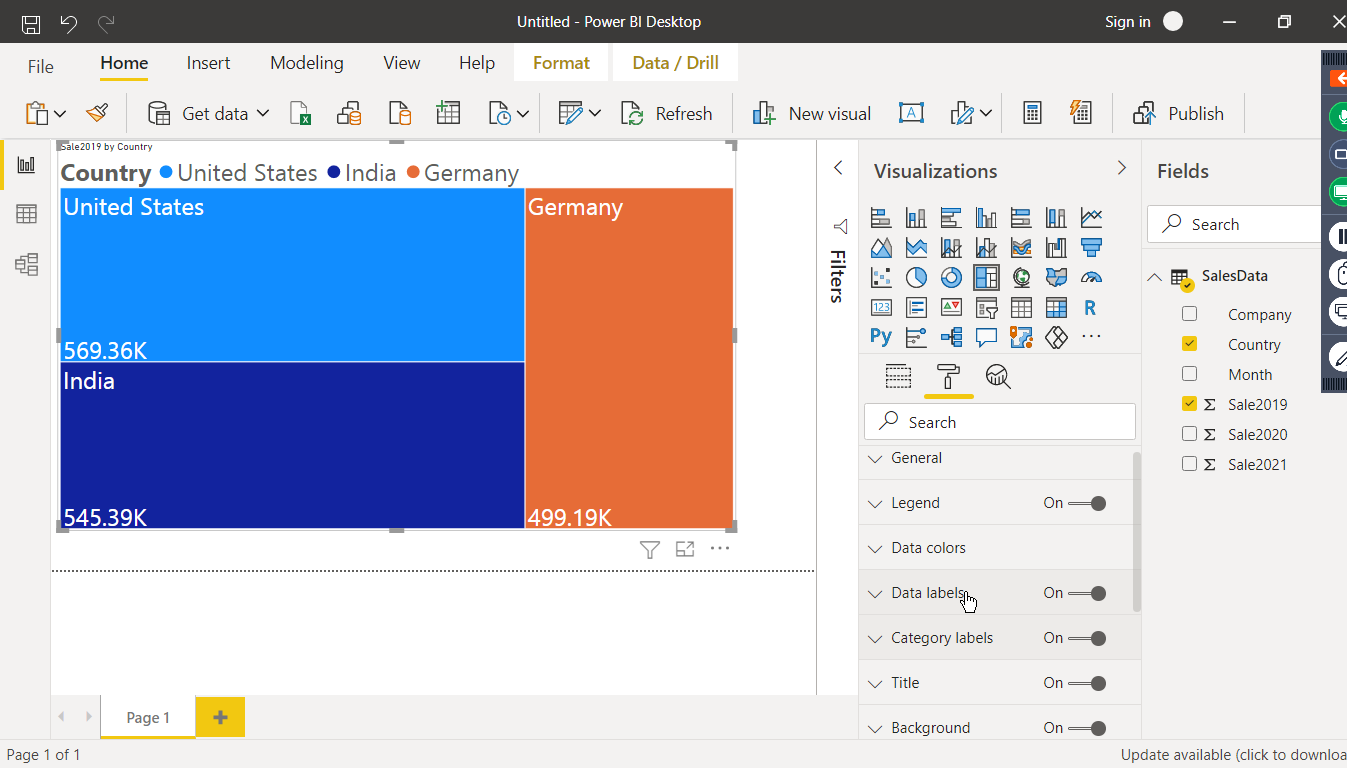 Untitled - Power BI Desktop
Sign in
File Home Insert Modeling View Help Format Data / Drill
Get data Refresh New visual Publish
Sale2019 by Country
Country United States India Germany
United States
569.36K
India
545.39K
Germany
499.19K
Filters
Visualizations
123
R
Py
Search
General
Legend On
Data colors
Data labels On
Category labels On
Title On
Background On
Fields
Search
SalesData
Company
Country
Month
Σ Sale2019
Σ Sale2020
Σ Sale2021
Page 1 +
Page 1 of 1
Update available (click to downloa